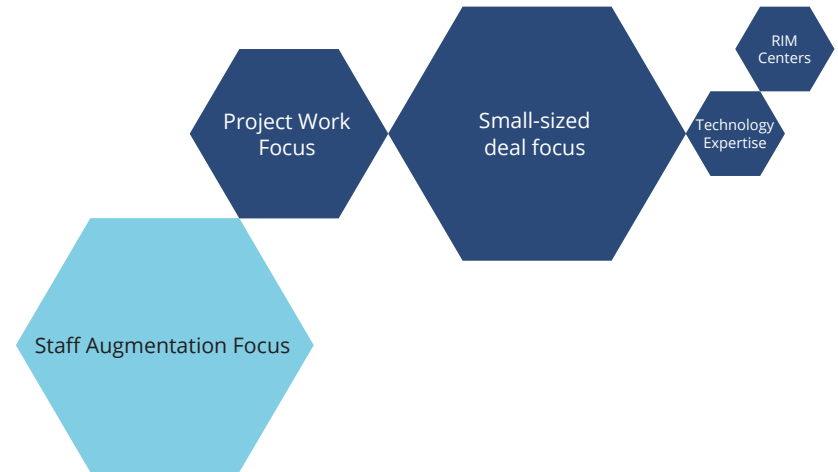 RIM
Centers
Project Work
Focus
Small-sized
deal focus
Technology
Expertise
Staff Augmentation Focus